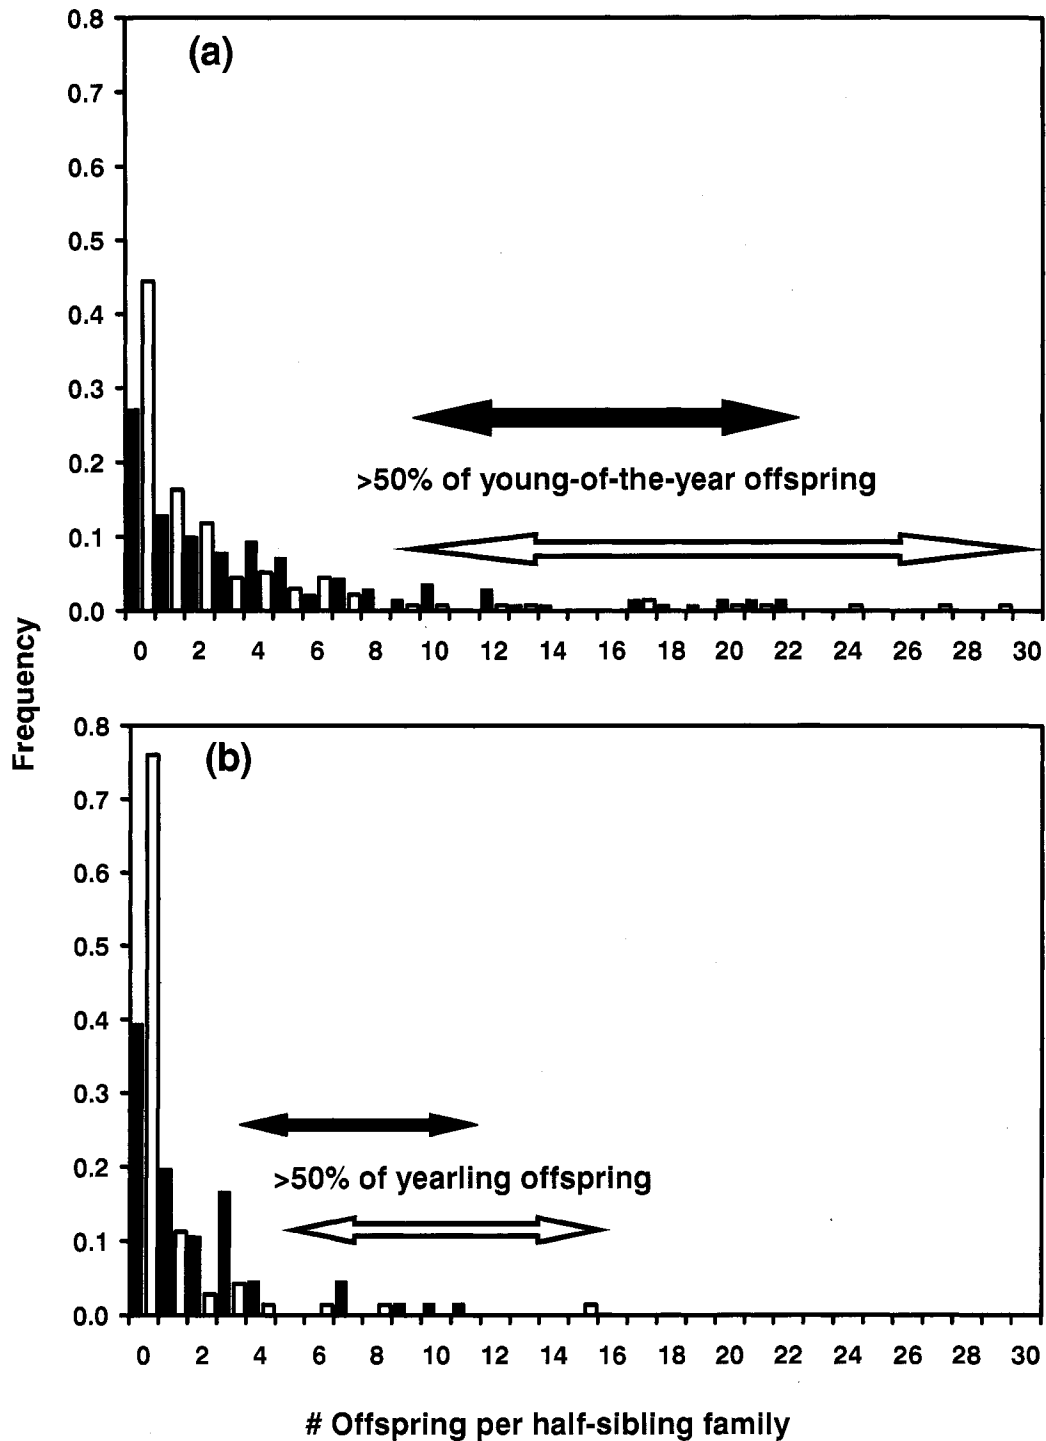 (a)
0.8
0.7
0.6
0.5
0.4
0.3
0.2
0.1
0.0
>50% of young-of-the-year offspring
0 2 4 6 8 10 12 14 16 18 20 22 24 26 28 30
Frequency
(b)
0.8
0.7
0.6
0.5
0.4
0.3
0.2
0.1
0.0
>50% of yearling offspring
0 2 4 6 8 10 12 14 16 18 20 22 24 26 28 30
# Offspring per half-sibling family